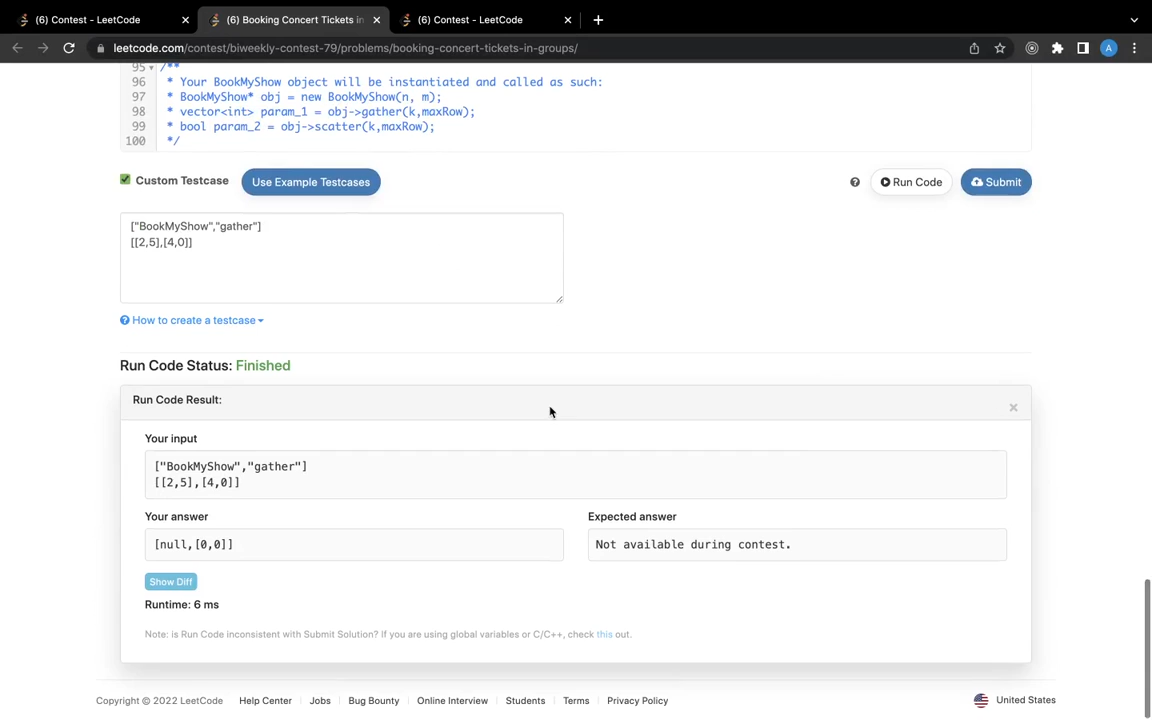 (6) Contest - LeetCode
(6) Booking Concert Tickets in
(6) Contest - LeetCode
leetcode.com/contest/biweekly-contest-79/problems/booking-concert-tickets-in-groups/
A
95 /**
96 * Your BookMyShow object will be instantiated and called as such:
97 * BookMyShow* obj = new BookMyShow(n, m);
98 * vector<int> param_1 = obj->gather(k,maxRow);
99 * bool param_2 = obj->scatter(k,maxRow);
100 */
Custom Testcase
Use Example Testcases
Run Code
Submit
["BookMyShow","gather"]
[[2,5],[4,0]]
How to create a testcase
Run Code Status: Finished
Run Code Result:
Your input
["BookMyShow","gather"]
[[2,5],[4,0]]
Your answer
Expected answer
[null,[0,0]]
Not available during contest.
Show Diff
Runtime: 6 ms
Note: is Run Code inconsistent with Submit Solution? If you are using global variables or C/C++, check this out.
Copyright © 2022 LeetCode
Help Center
Jobs
Bug Bounty
Online Interview
Students
Terms
Privacy Policy
United States